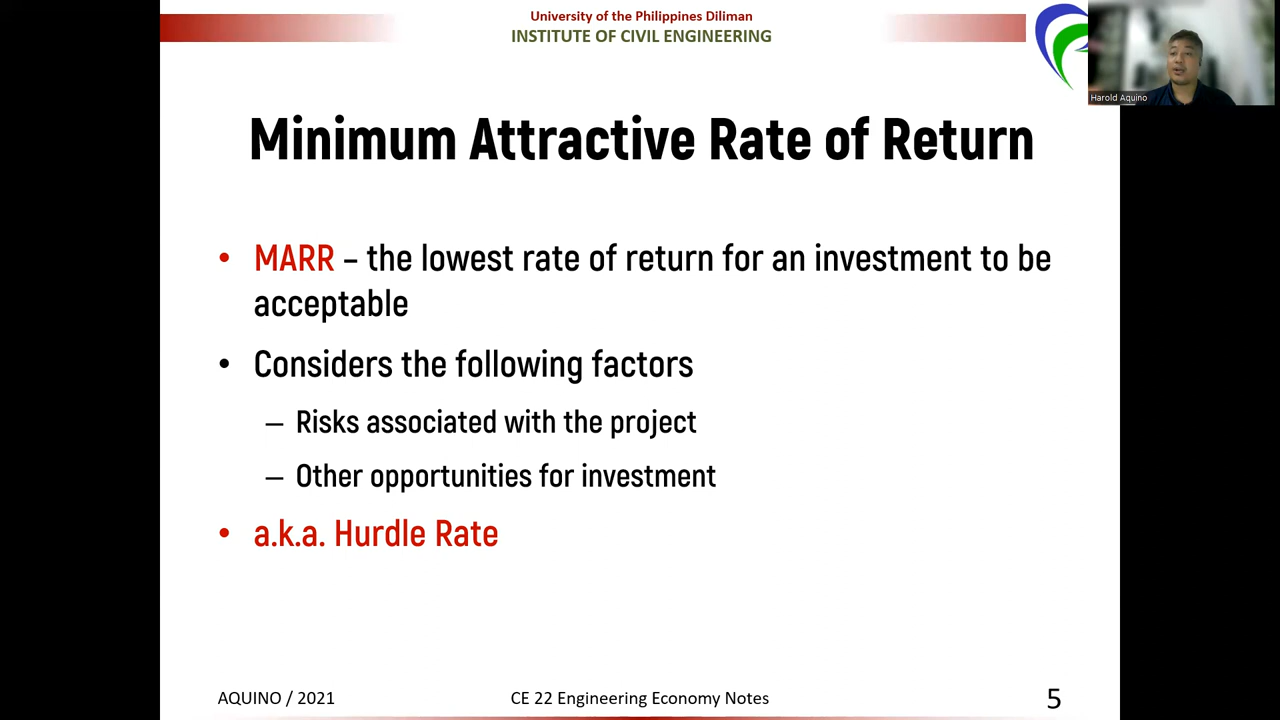 University of the Philippines Diliman
INSTITUTE OF CIVIL ENGINEERING
Harold Aquino
Minimum Attractive Rate of Return
• MARR – the lowest rate of return for an investment to be
acceptable
• Considers the following factors
– Risks associated with the project
– Other opportunities for investment
• a.k.a. Hurdle Rate
AQUINO / 2021
CE 22 Engineering Economy Notes
5